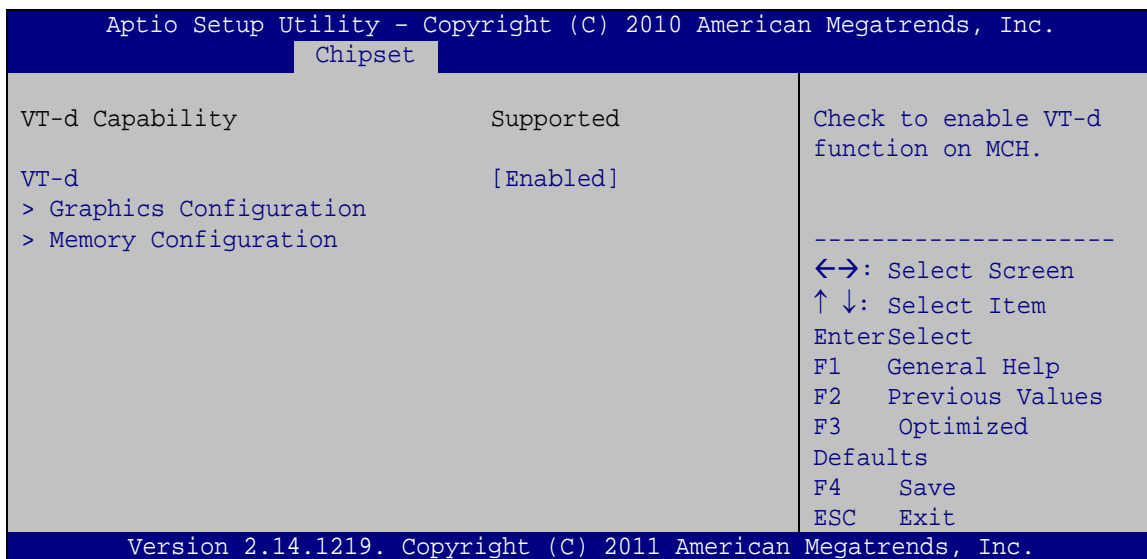 Aptio Setup Utility – Copyright (C) 2010 American Megatrends, Inc.
Chipset
VT-d Capability Supported
VT-d [Enabled]
> Graphics Configuration
> Memory Configuration
Check to enable VT-d
function on MCH.
---------------------
←→: Select Screen
↑ ↓: Select Item
EnterSelect
F1 General Help
F2 Previous Values
F3 Optimized
Defaults
F4 Save
ESC Exit
Version 2.14.1219. Copyright (C) 2011 American Megatrends, Inc.